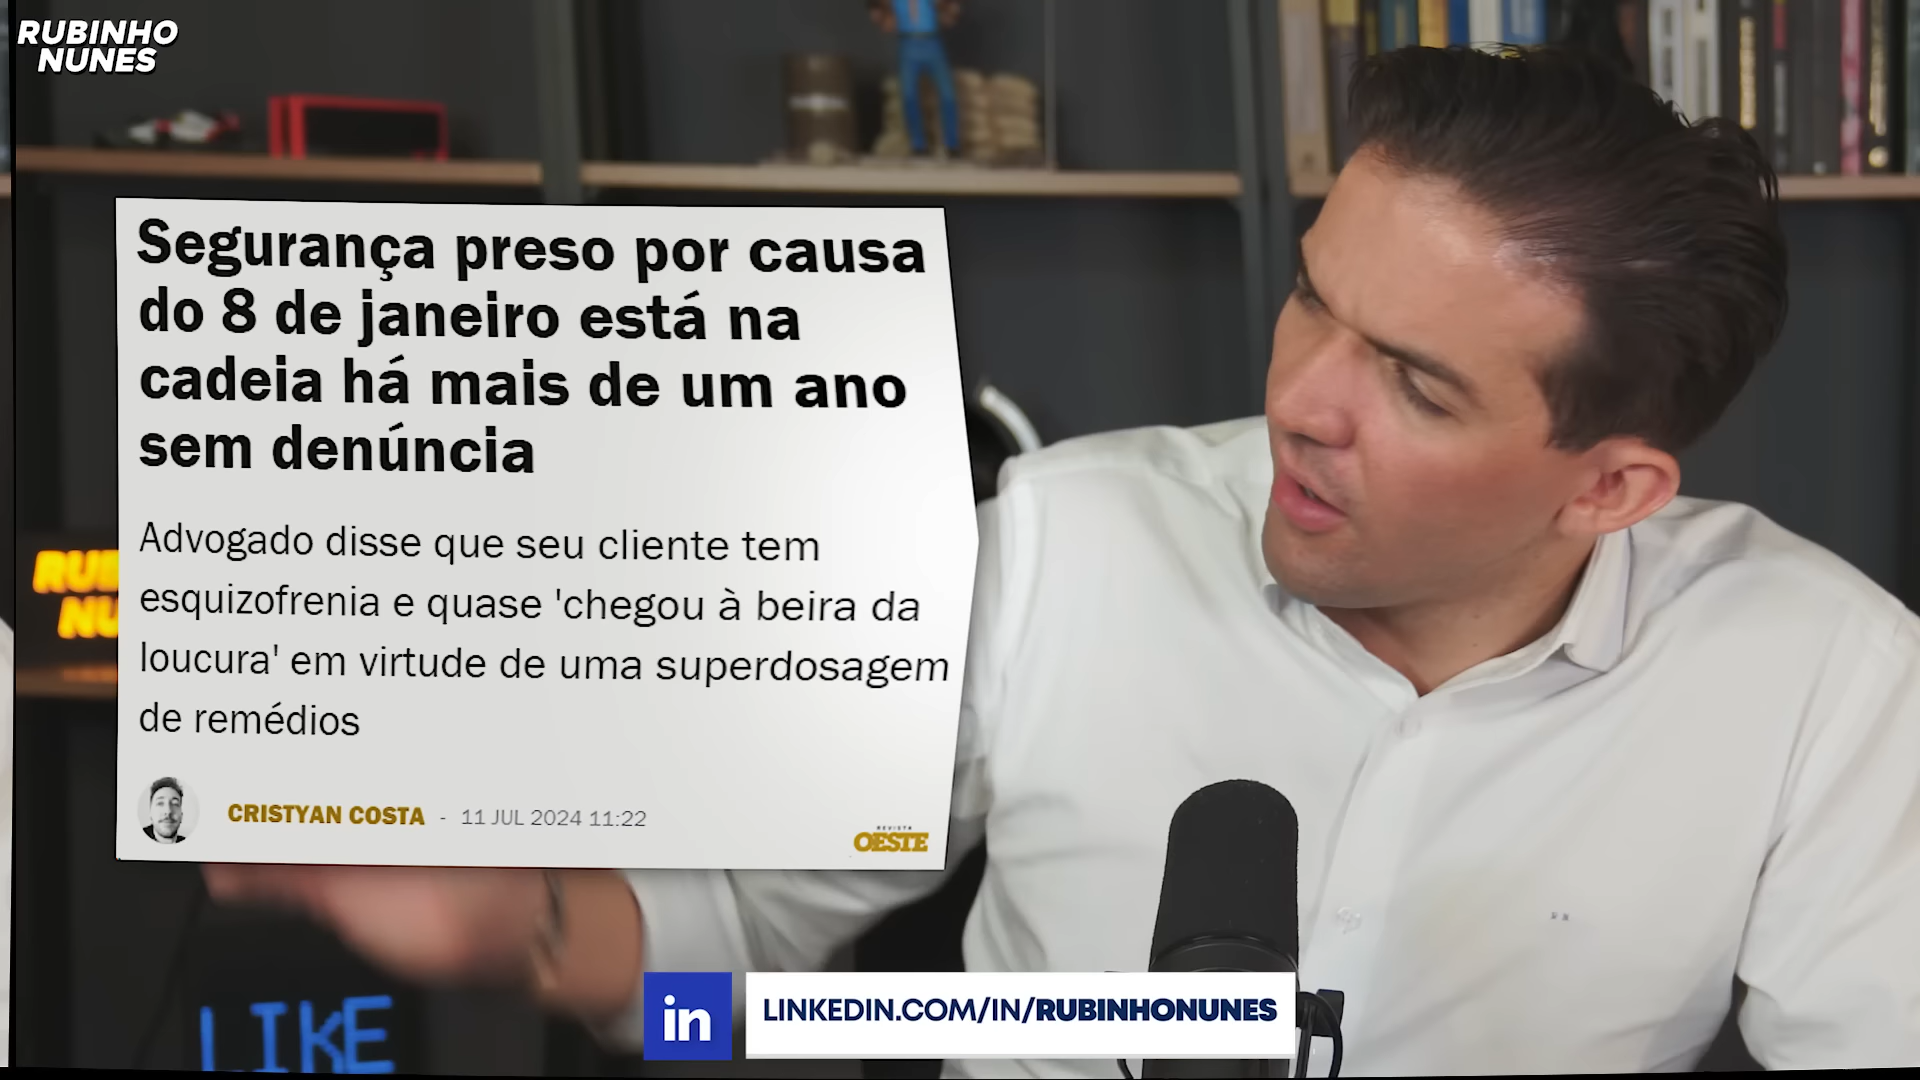 RUBINHO
NUNES
Segurança preso por causa
do 8 de janeiro está na
cadeia há mais de um ano
sem denúncia
Advogado disse que seu cliente tem
esquizofrenia e quase 'chegou à beira da
loucura' em virtude de uma superdosagem
de remédios
CRISTYAN COSTA - 11 JUL 2024 11:22
REVISTA
OESTE
RU
NU
LIKE
in
LINKEDIN.COM/IN/RUBINHONUNES